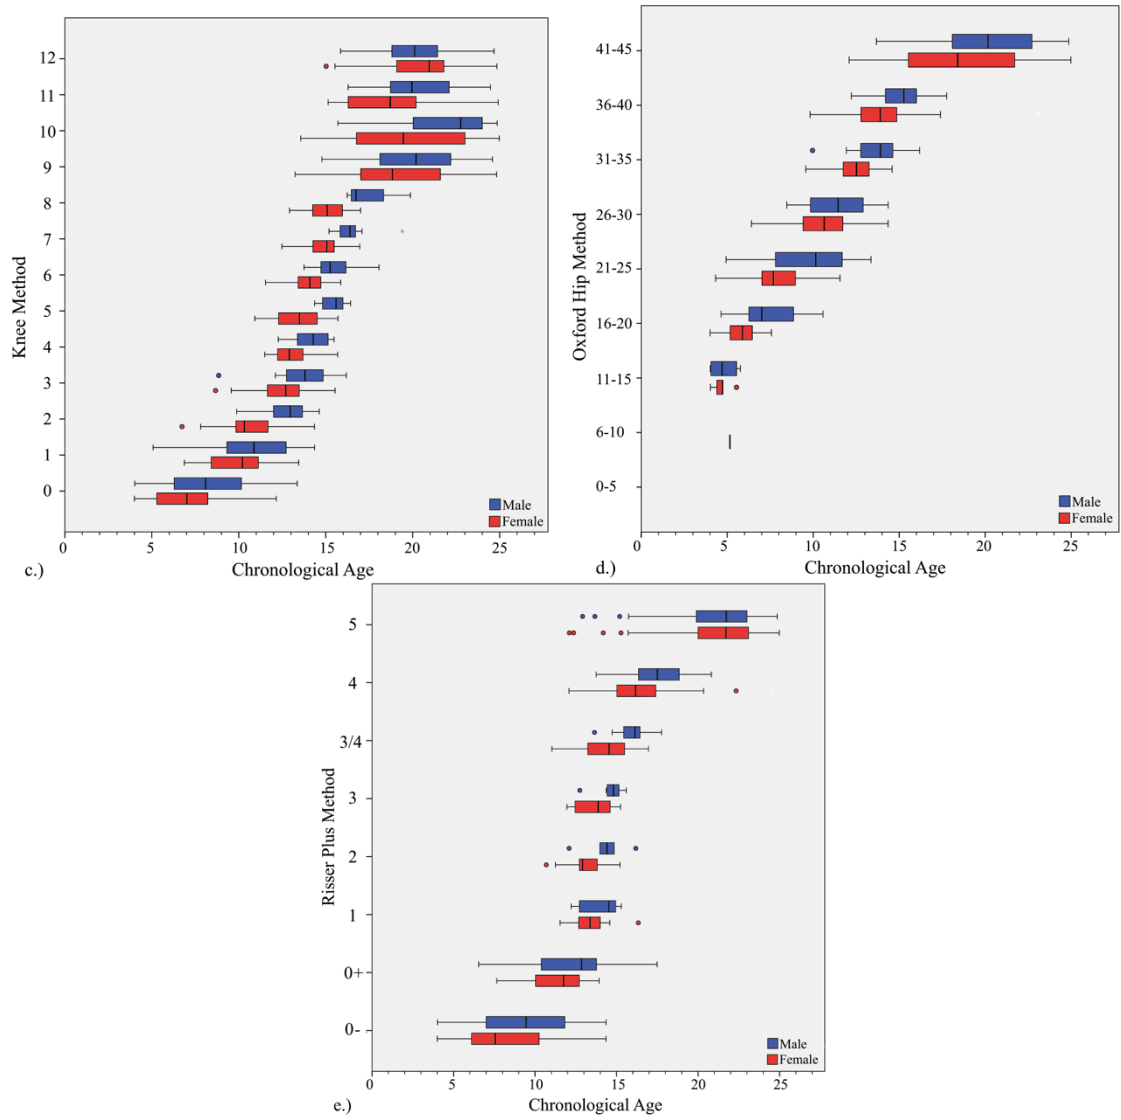 12
11
10
9
8
7
6
5
4
3
2
1
0
Knee Method
Male
Female
0 5 10 15 20 25
Chronological Age
c.)
41-45
36-40
31-35
26-30
21-25
16-20
11-15
6-10
0-5
Oxford Hip Method
Male
Female
0 5 10 15 20 25
Chronological Age
d.)
5
4
3/4
3
2
1
0+
0-
Risser Plus Method
Male
Female
0 5 10 15 20 25
Chronological Age
e.)